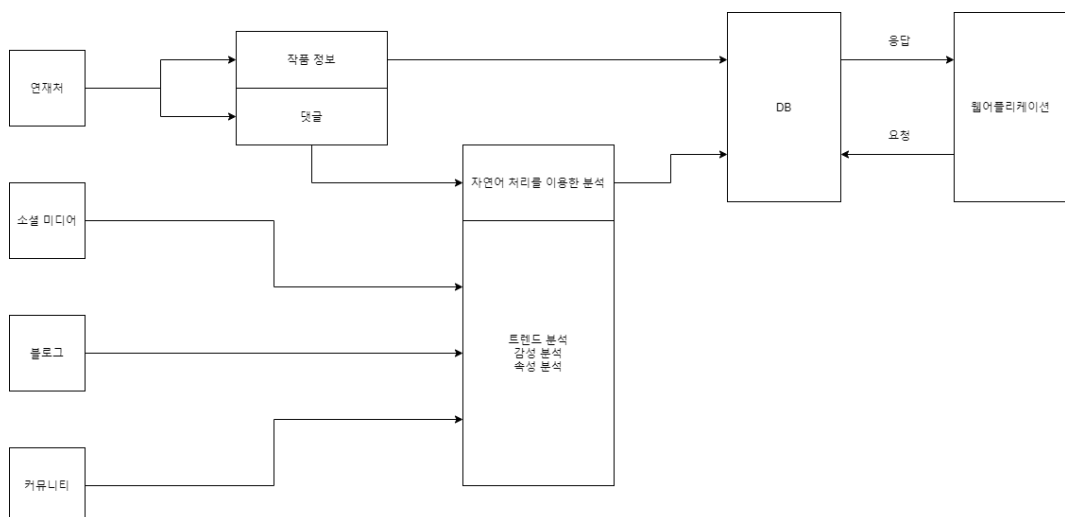 연재처
작품 정보
댓글
소셜 미디어
블로그
커뮤니티
자연어 처리를 이용한 분석
트렌드 분석
감성 분석
속성 분석
DB
응답
요청
웹어플리케이션